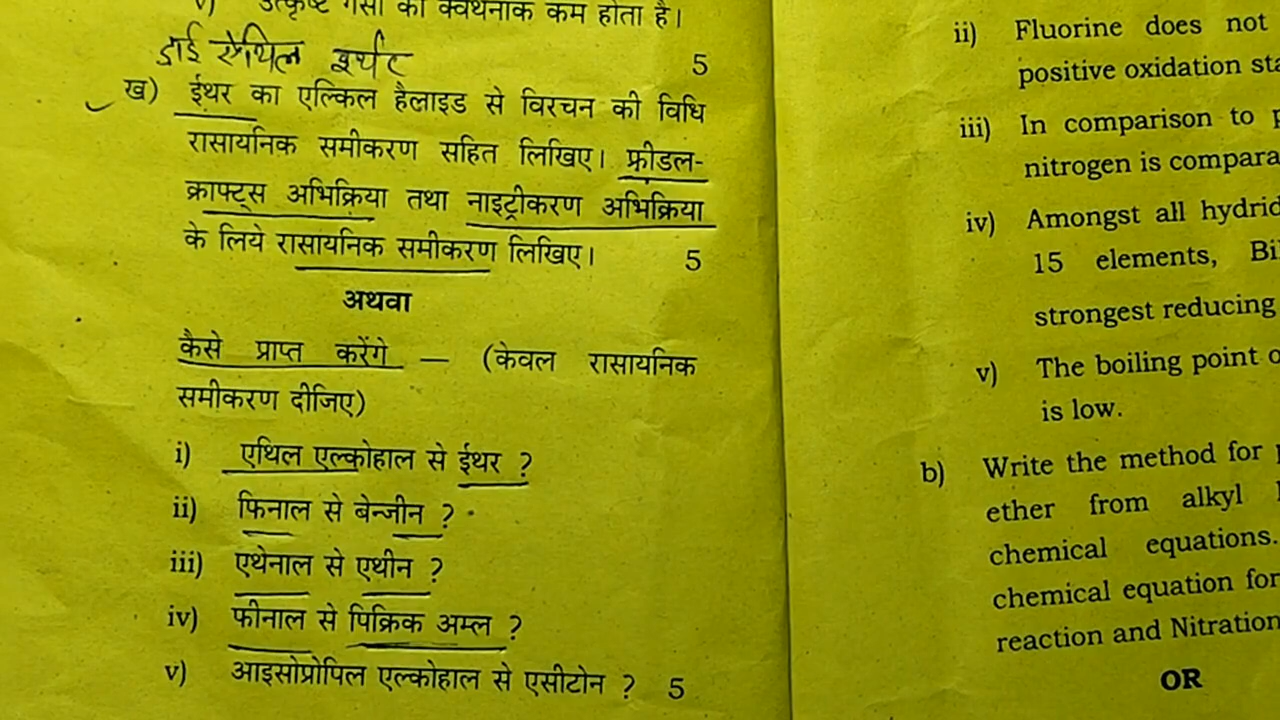 v) उत्कृष्ट गैसों का क्वथनांक कम होता है।
डाई ऐथिल ईथर
5
ख) ईथर का एल्किल हैलाइड से विरचन की विधि
रासायनिक समीकरण सहित लिखिए। फ्रीडल-
क्राफ्ट्स अभिक्रिया तथा नाइट्रीकरण अभिक्रिया
के लिये रासायनिक समीकरण लिखिए। 5
अथवा
कैसे प्राप्त करेंगे — (केवल रासायनिक
समीकरण दीजिए)
i) एथिल एल्कोहाल से ईथर ?
ii) फिनाल से बेन्जीन ?
iii) एथेनाल से एथीन ?
iv) फीनाल से पिक्रिक अम्ल ?
v) आइसोप्रोपिल एल्कोहाल से एसीटोन ? 5
ii) Fluorine does not
positive oxidation
iii) In comparison to
nitrogen is
iv) Amongst all
15 elements,
strongest reducing
v) The boiling point
is low.
b) Write the method for
ether from alkyl
chemical equations.
chemical equation for
reaction and Nitration
OR